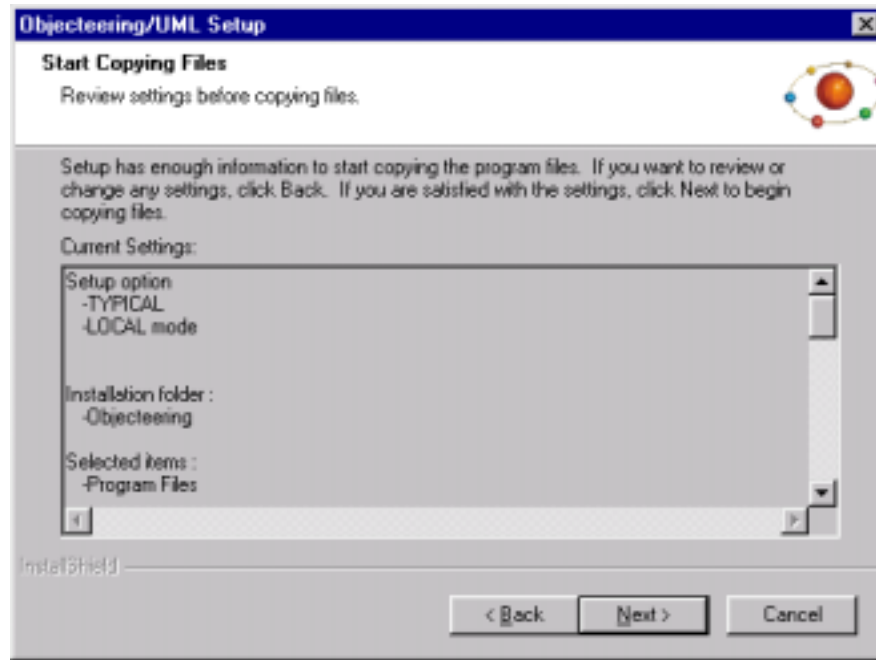 Objecteering/UML Setup
Start Copying Files
Review settings before copying files.
Setup has enough information to start copying the program files.  If you want to review or
change any settings, click Back.  If you are satisfied with the settings, click Next to begin
copying files.
Current Settings:
Setup option
-TYPICAL
-LOCAL mode
Installation folder :
-Objecteering
Selected items :
-Program Files
InstallShield
< Back
Next >
Cancel